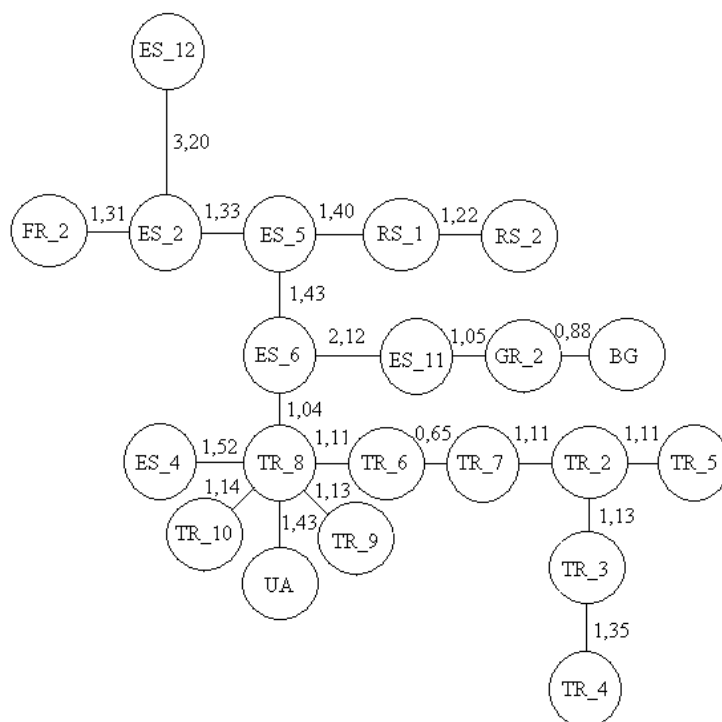 ES_12
3,20
FR_2 1,31 ES_2 1,33 ES_5 1,40 RS_1 1,22 RS_2
1,43
ES_6 2,12 ES_11 1,05 GR_2 0,88 BG
1,04
ES_4 1,52 TR_8 1,11 TR_6 0,65 TR_7 1,11 TR_2 1,11 TR_5
1,14 1,43 1,13 1,13
TR_10 UA TR_9 TR_3
1,35
TR_4